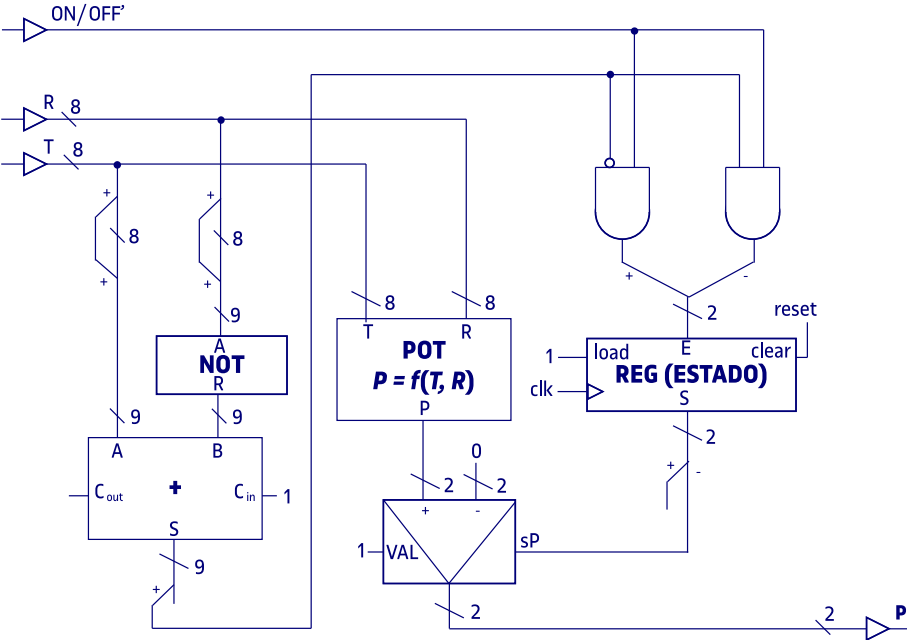 ON/OFF’
R 8
T 8
+ +
8 8
+ +
9
8 8
2
reset
A
NOT
R
T R
POT
P = f(T, R)
P
1 load E clear
REG (ESTADO)
clk
S
9 9
2
A B
0
+ -
C out + C in 1
2 2
S
+ -
sP
1 VAL
9
+
2
2 P
+ -